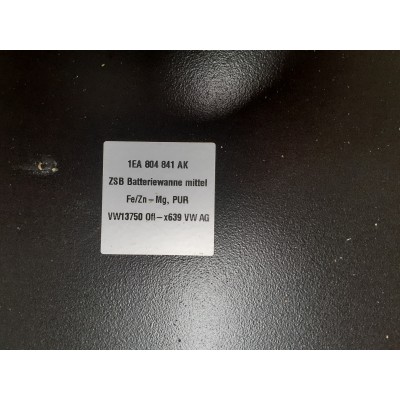 1EA 804 841 AK
ZSB Batteriewanne mittel
Fe/Zn – Mg, PUR
VW13750 Ofl – x639 VW AG